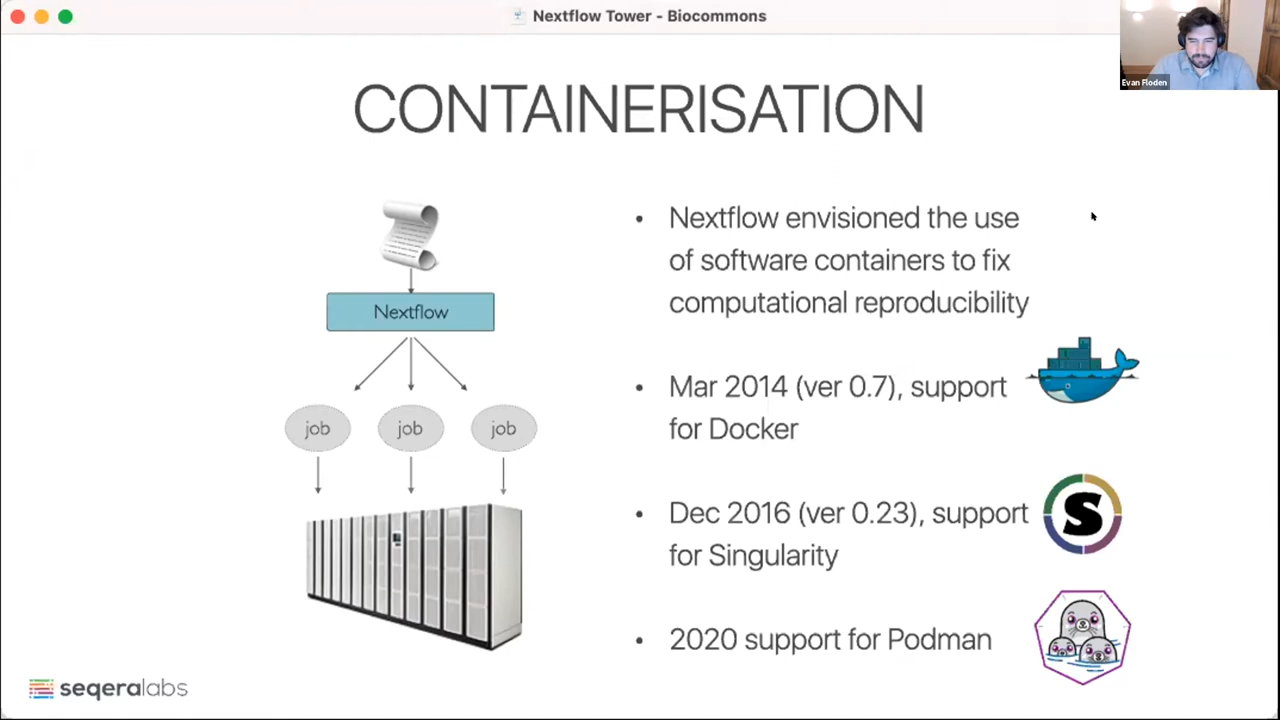 Nextflow Tower - Biocommons
Evan Floden
CONTAINERISATION
Nextflow
job
job
job
• Nextflow envisioned the use
of software containers to fix
computational reproducibility
• Mar 2014 (ver 0.7), support
for Docker
• Dec 2016 (ver 0.23), support
for Singularity
• 2020 support for Podman
S
seqeralabs